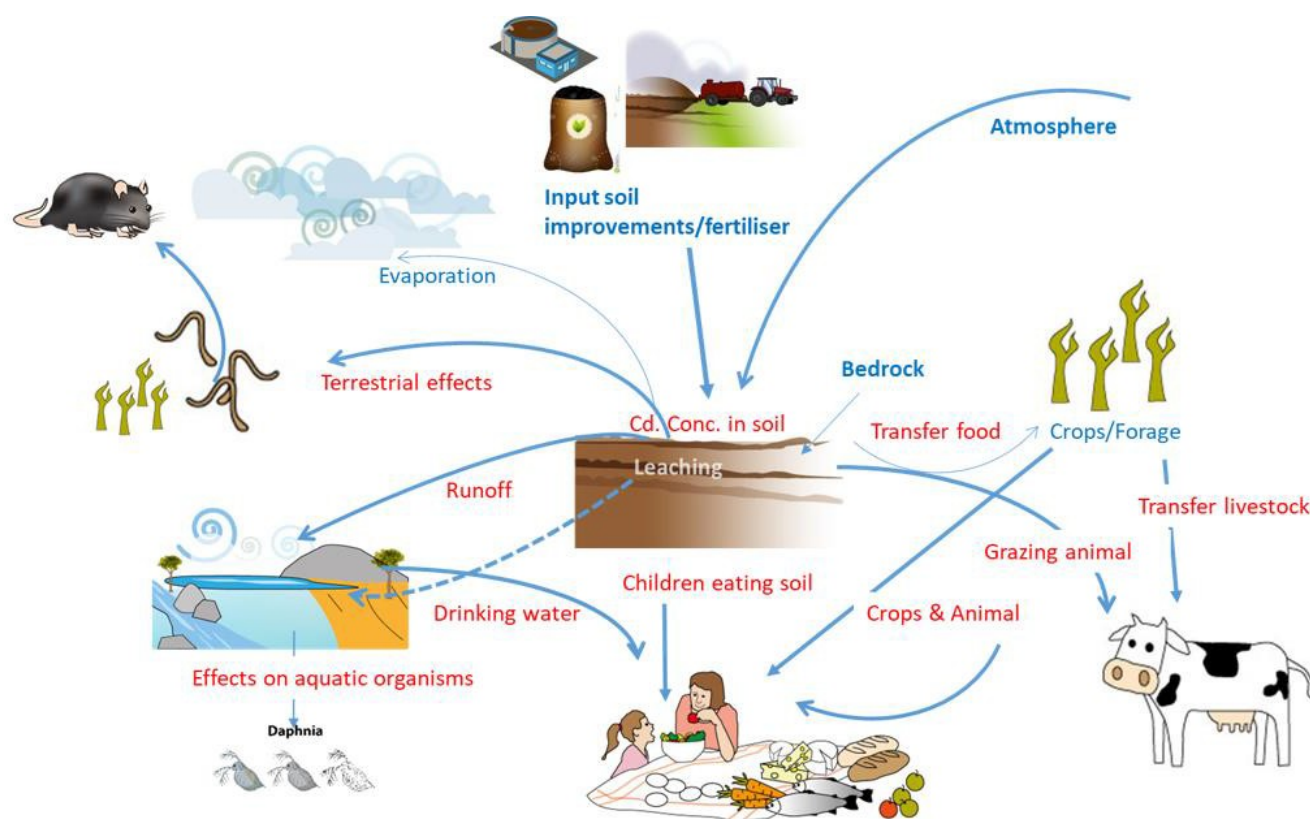 Atmosphere
Input soil
improvements/fertiliser
Evaporation
Terrestrial effects
Bedrock
Cd. Conc. in soil
Transfer food
Crops/Forage
Leaching
Runoff
Transfer livestock
Grazing animal
Children eating soil
Drinking water
Crops & Animal
Effects on aquatic organisms
Daphnia